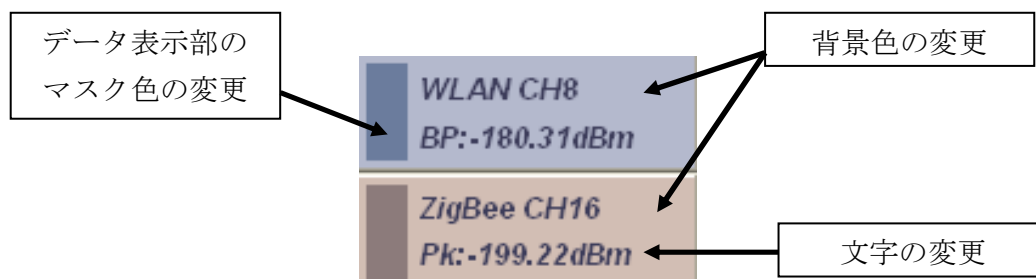 データ表示部の
マスク色の変更
背景色の変更
WLAN CH8
BP:-180.31dBm
ZigBee CH16
Pk:-199.22dBm
文字の変更